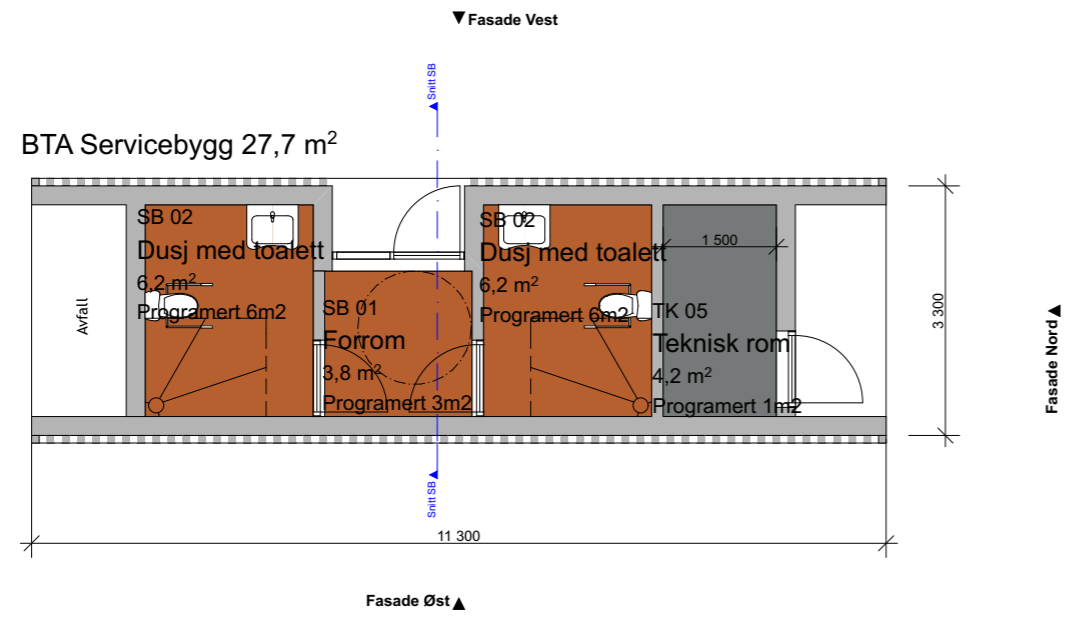 Fasade Vest
Snitt SB
BTA Servicebygg 27,7 m²
SB 02
Dusj med toalett
6,2 m²
Programert 6m2
SB 02
Dusj med toalett
6,2 m²
Programert 6m2
1 500
Avfall
SB 01
Forrom
3,8 m²
Programert 3m2
TK 05
Teknisk rom
4,2 m²
Programert 1m2
3 300
Fasade Nord
Snitt SB
11 300
Fasade Øst